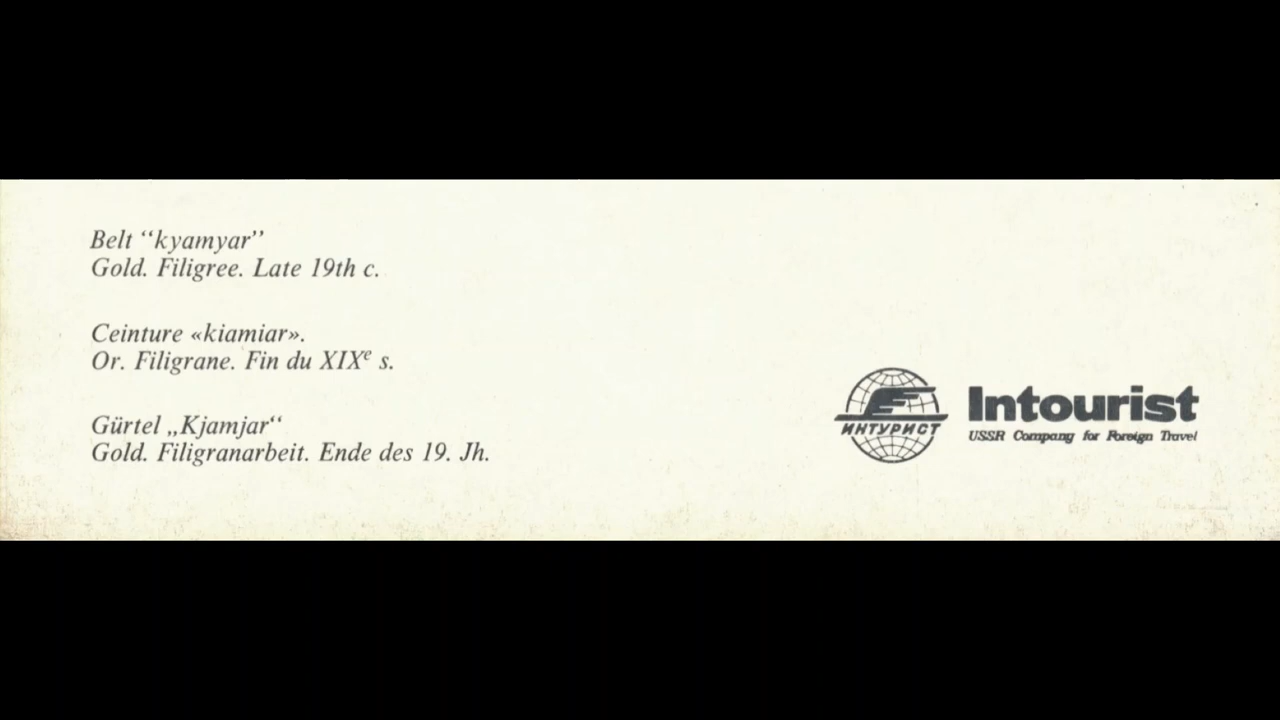 Belt “kyamyar”
Gold. Filigree. Late 19th c.
Ceinture «kiamiar».
Or. Filigrane. Fin du XIXᵉ s.
Gürtel „Kjamjar“
Gold. Filigranarbeit. Ende des 19. Jh.
ИНТУРИСТ
Intourist
USSR Company for Foreign Travel